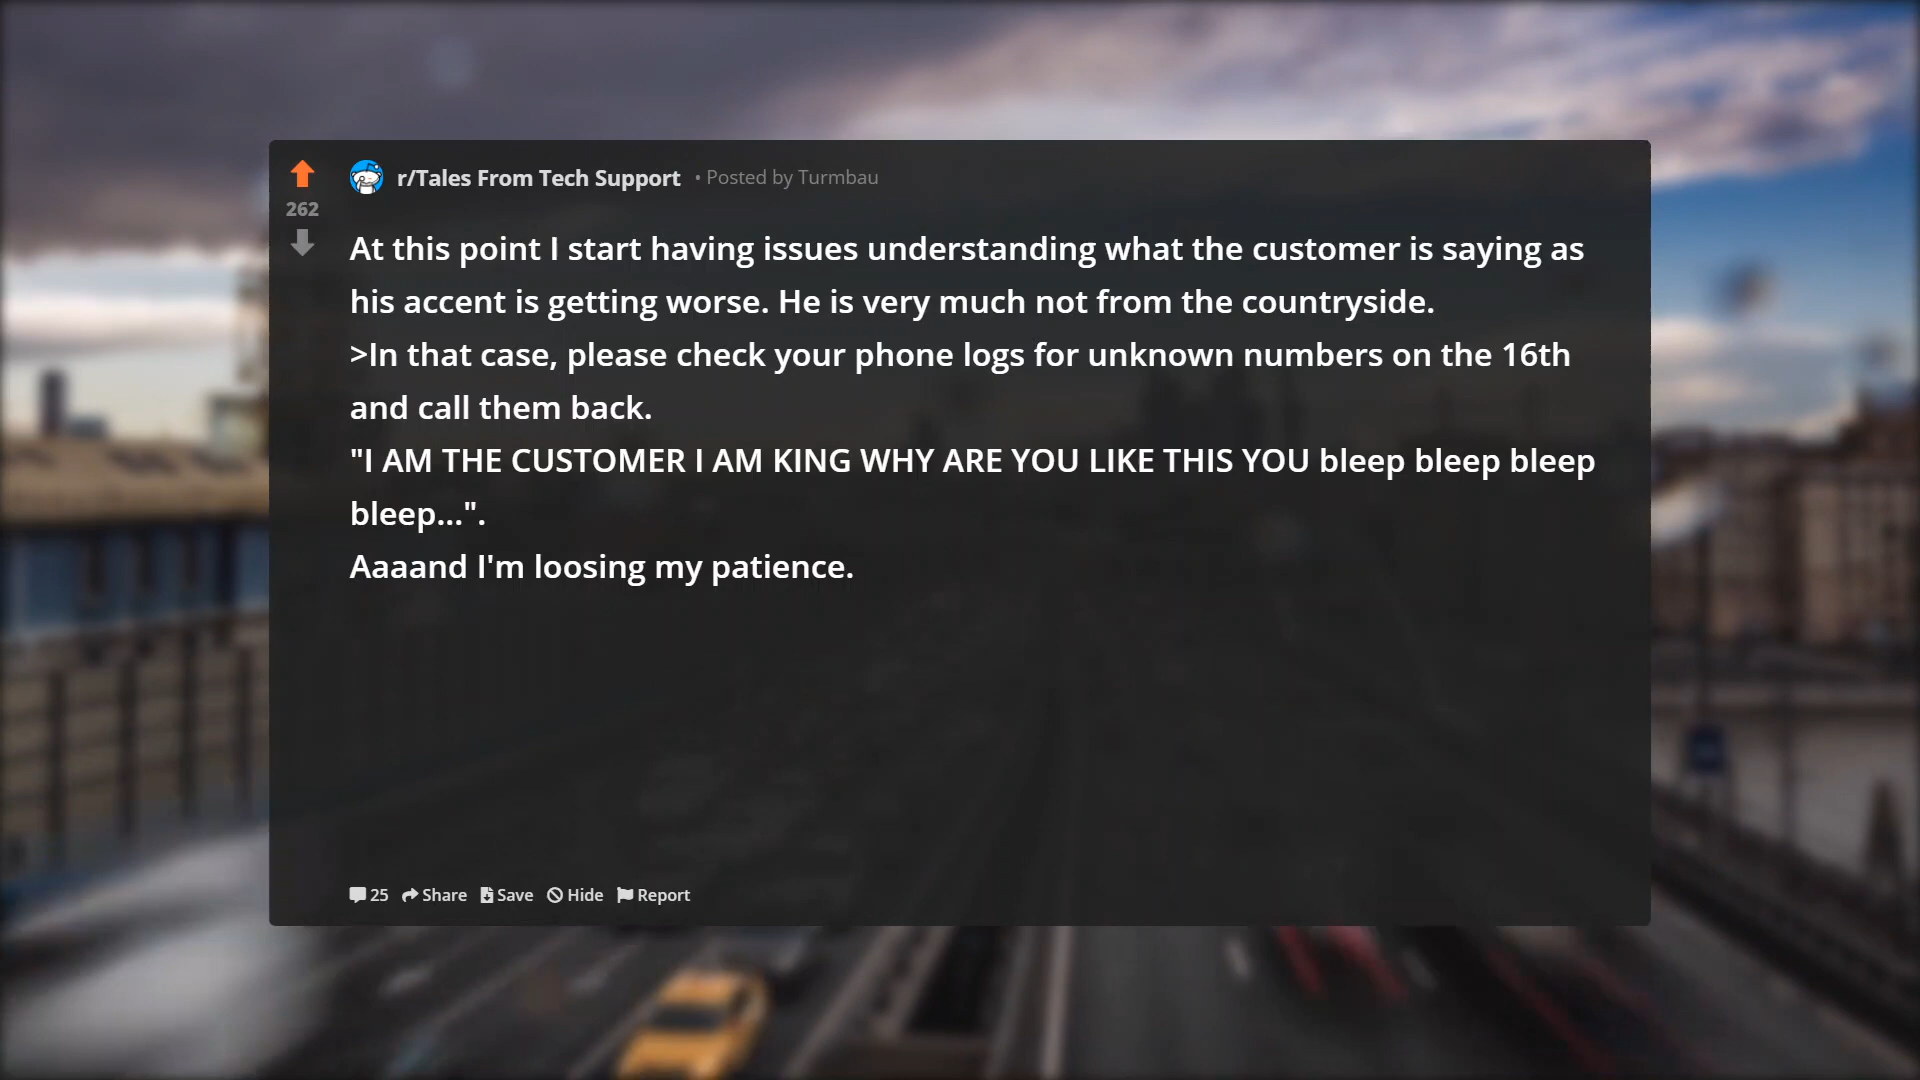 r/Tales From Tech Support • Posted by Turmbau
262
At this point I start having issues understanding what the customer is saying as
his accent is getting worse. He is very much not from the countryside.
>In that case, please check your phone logs for unknown numbers on the 16th
and call them back.
"I AM THE CUSTOMER I AM KING WHY ARE YOU LIKE THIS YOU bleep bleep bleep
bleep...".
Aaaand I'm loosing my patience.
25 Share Save Hide Report